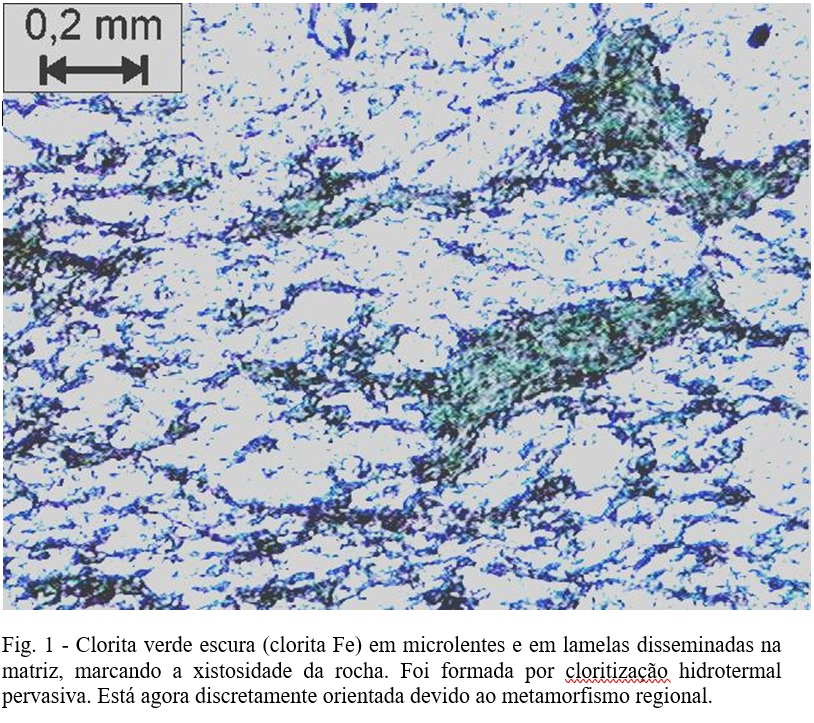 0,2 mm
Fig. 1 - Clorita verde escura (clorita Fe) em microlentes e em lamelas disseminadas na
matriz, marcando a xistosidade da rocha. Foi formada por cloritização hidrotermal
pervasiva. Está agora discretamente orientada devido ao metamorfismo regional.